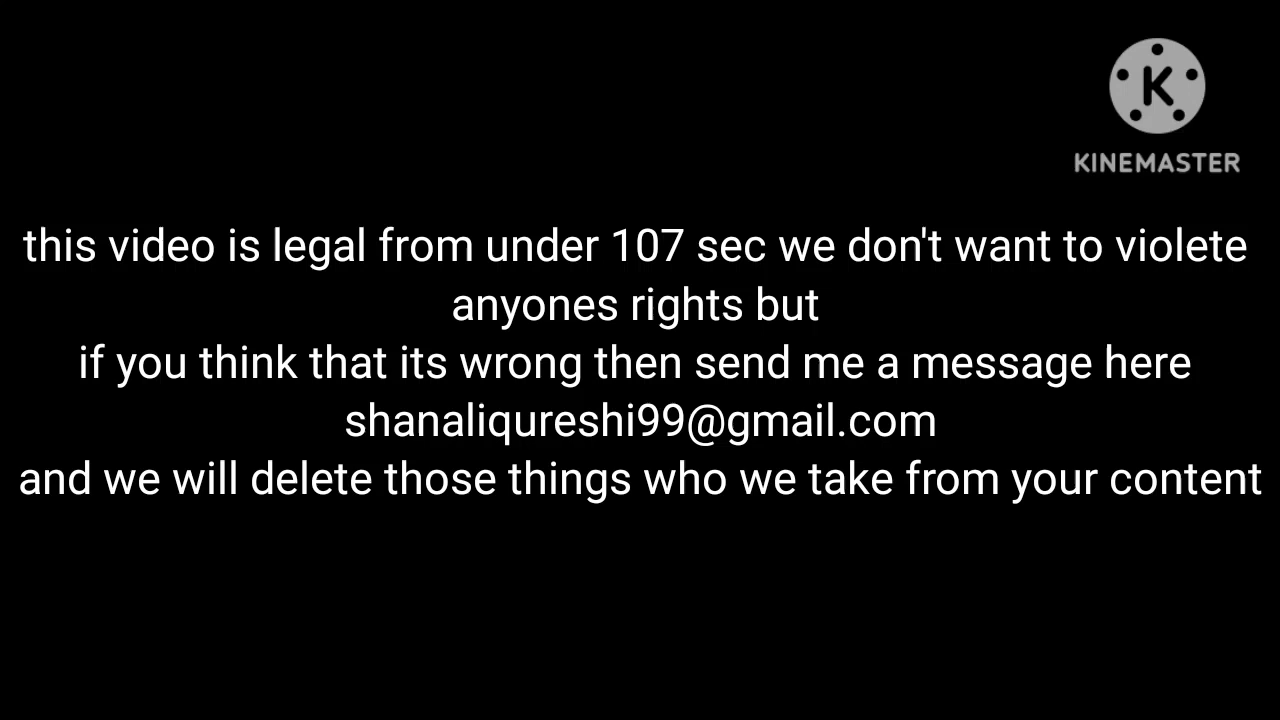 K
KINEMASTER
this video is legal from under 107 sec we don't want to violete
anyones rights but
if you think that its wrong then send me a message here
shanaliqureshi99@gmail.com
and we will delete those things who we take from your content